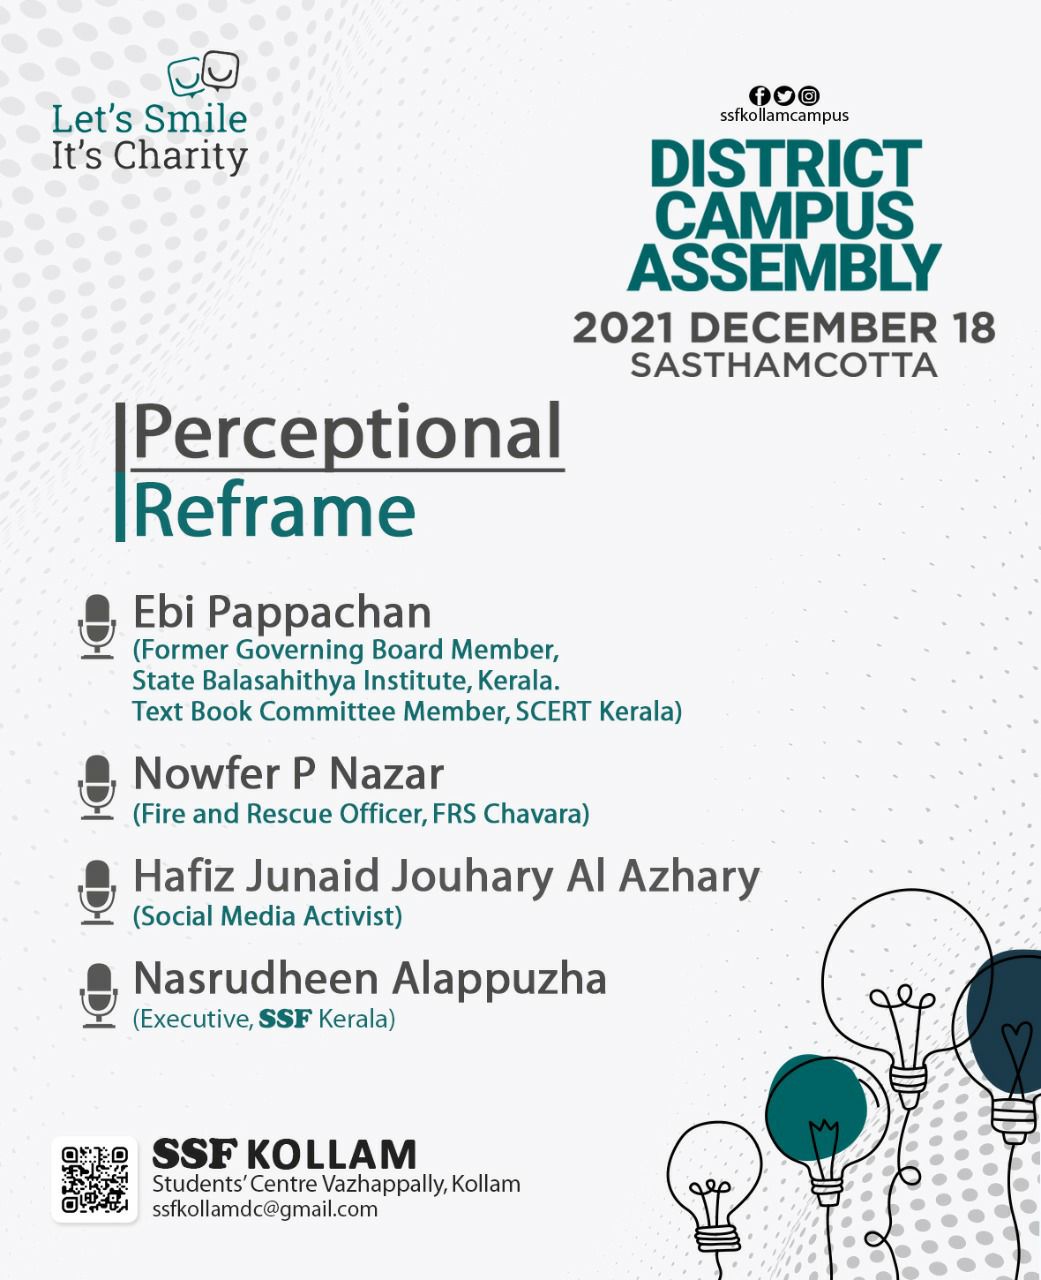 Let's Smile
It's Charity
ssfkollamcampus
DISTRICT
CAMPUS
ASSEMBLY
2021 DECEMBER 18
SASTHAMCOTTA
Perceptional
Reframe
Ebi Pappachan
(Former Governing Board Member,
State Balasahithya Institute, Kerala.
Text Book Committee Member, SCERT Kerala)
Nowfer P Nazar
(Fire and Rescue Officer, FRS Chavara)
Hafiz Junaid Jouhary Al Azhary
(Social Media Activist)
Nasrudheen Alappuzha
(Executive, SSF Kerala)
SSF KOLLAM
Students' Centre Vazhappally, Kollam
ssfkollamdc@gmail.com